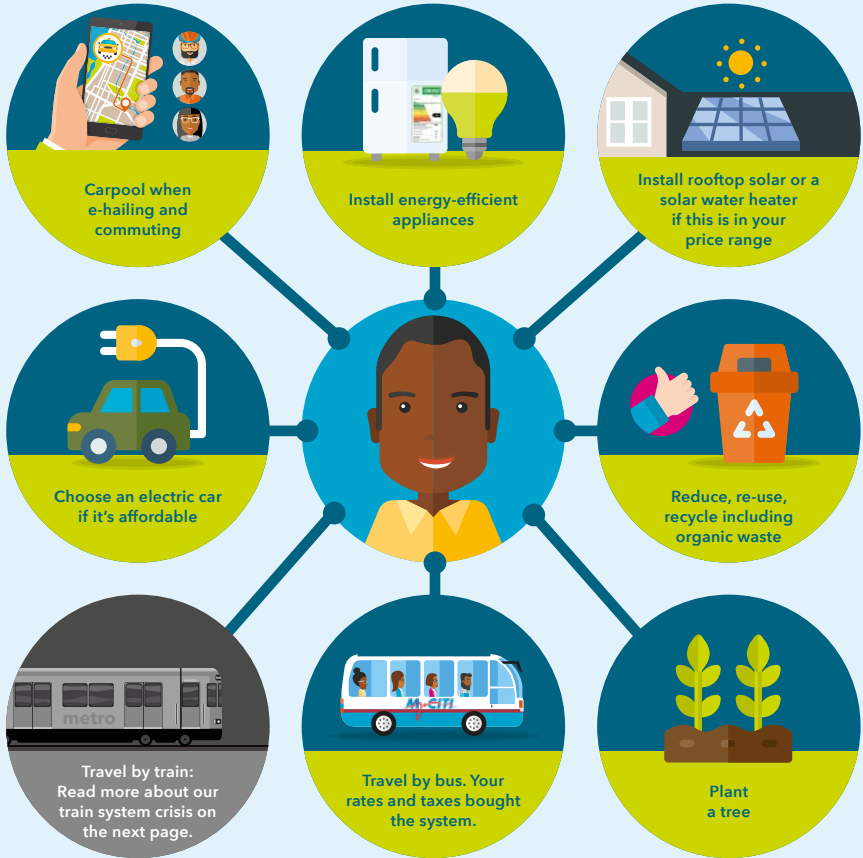 Carpool when
e-hailing and
commuting
Install energy-efficient
appliances
Install rooftop solar or a
solar water heater
if this is in your
price range
Choose an electric car
if it's affordable
Reduce, re-use,
recycle including
organic waste
metro
Travel by train:
Read more about our
train system crisis on
the next page.
MyCiTi
Travel by bus. Your
rates and taxes bought
the system.
Plant
a tree